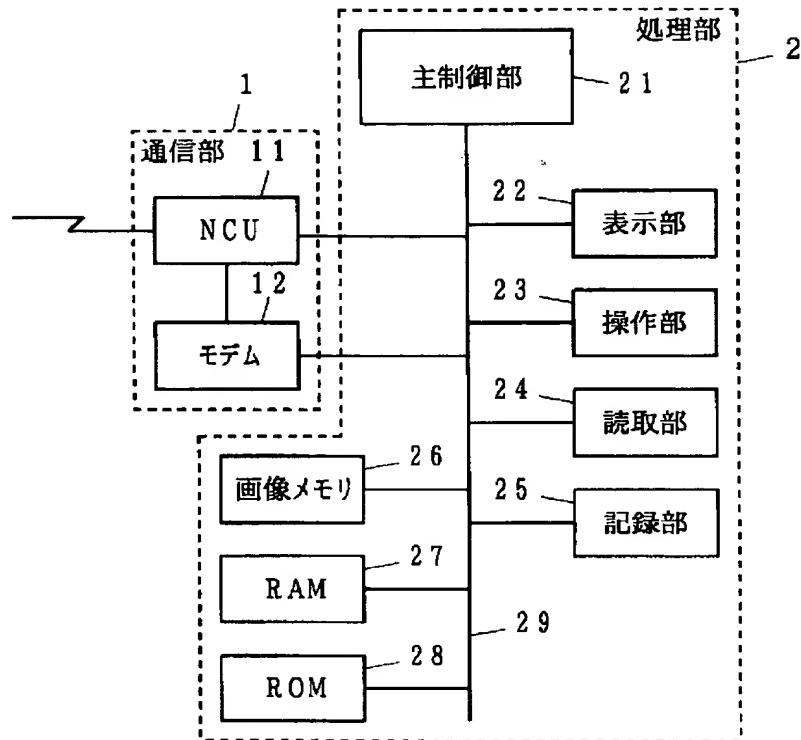 処理部
2
主制御部
21
1
通信部
11
NCU
12
モデム
22
表示部
23
操作部
24
読取部
25
記録部
26
画像メモリ
27
RAM
28
ROM
29